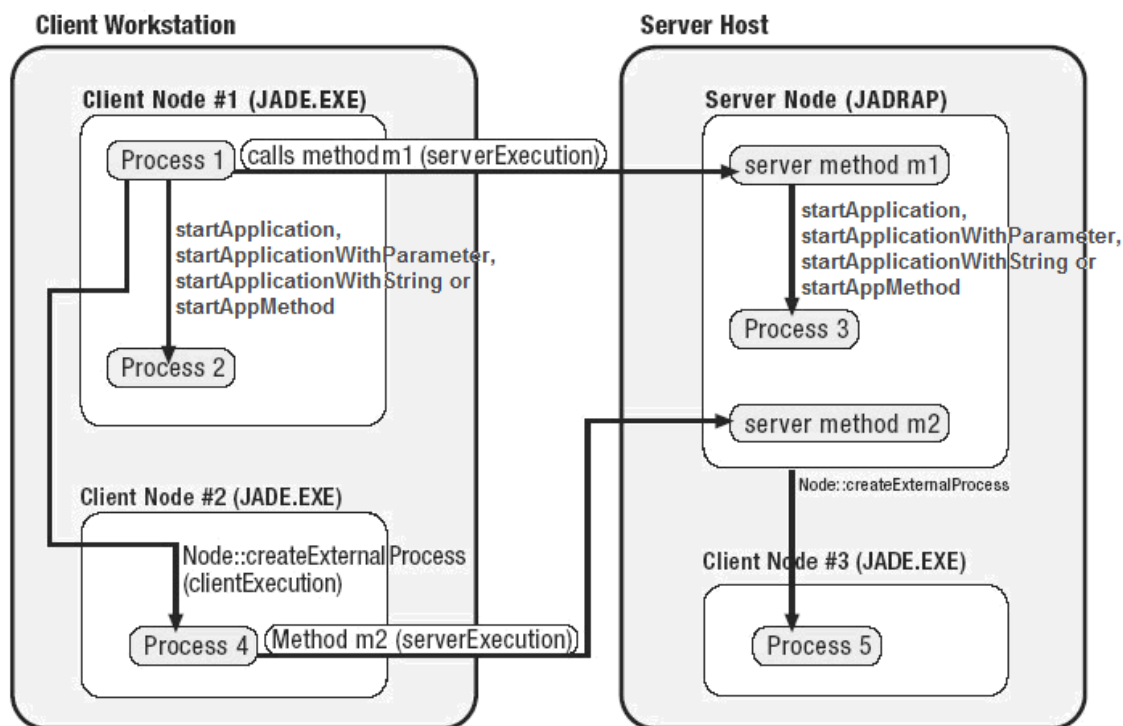 Client Workstation
Client Node #1 (JADE.EXE)
Process 1
calls method m1 (serverExecution)
startApplication,
startApplicationWithParameter,
startApplicationWithString or
startAppMethod
Process 2
Client Node #2 (JADE.EXE)
Node::createExternalProcess
(clientExecution)
Process 4
Method m2 (serverExecution)
Server Host
Server Node (JADRAP)
server method m1
startApplication,
startApplicationWithParameter,
startApplicationWithString or
startAppMethod
Process 3
server method m2
Node::createExternalProcess
Client Node #3 (JADE.EXE)
Process 5